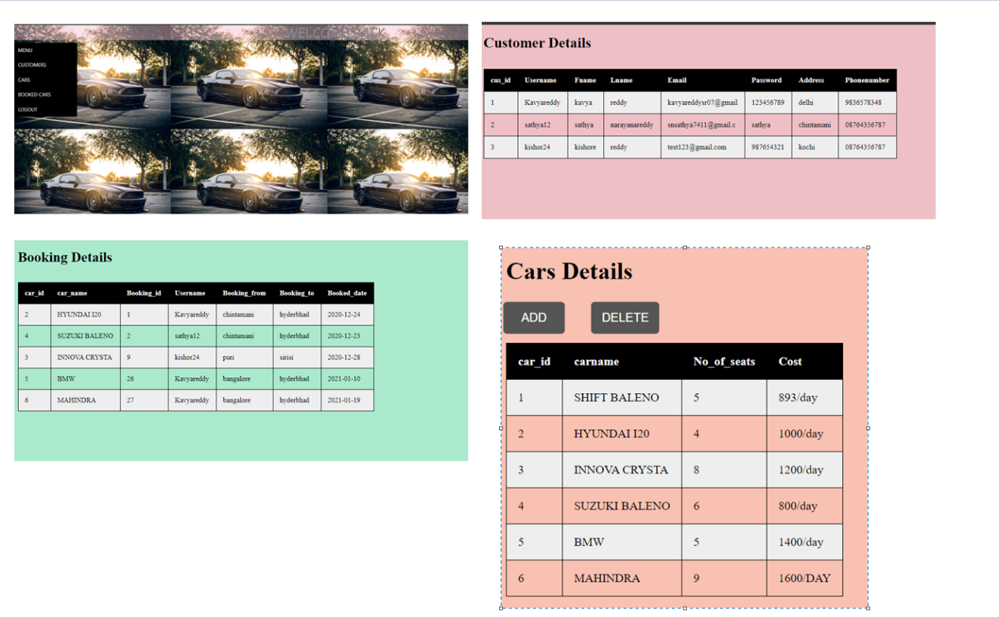 WELCOME
MENU
CUSTOMERS
CARS
BOOKED CARS
LOGOUT
Customer Details
cus_id Username Fname Lname Email Password Address Phonenumber
1 Kavyareddy kavya reddy kavyareddysr07@gmail 123456789 delhi 9836578348
2 sathya12 sathya narayanareddy snsathya7411@gmail.c sathya chintamani 08764356787
3 kishor24 kishore reddy test123@gmail.com 987654321 kochi 08764356787
Booking Details
car_id car_name Booking_id Username Booking_from Booking_to Booked_date
2 HYUNDAI I20 1 Kavyareddy chintamani hyderbhad 2020-12-24
4 SUZUKI BALENO 2 sathya12 chintamani hyderbhad 2020-12-23
3 INNOVA CRYSTA 9 kishor24 puri sirisi 2020-12-28
5 BMW 26 Kavyareddy bangalore hyderbhad 2021-01-10
6 MAHINDRA 27 Kavyareddy bangalore hyderbhad 2021-01-19
Cars Details
ADD DELETE
car_id carname No_of_seats Cost
1 SHIFT BALENO 5 893/day
2 HYUNDAI I20 4 1000/day
3 INNOVA CRYSTA 8 1200/day
4 SUZUKI BALENO 6 800/day
5 BMW 5 1400/day
6 MAHINDRA 9 1600/DAY